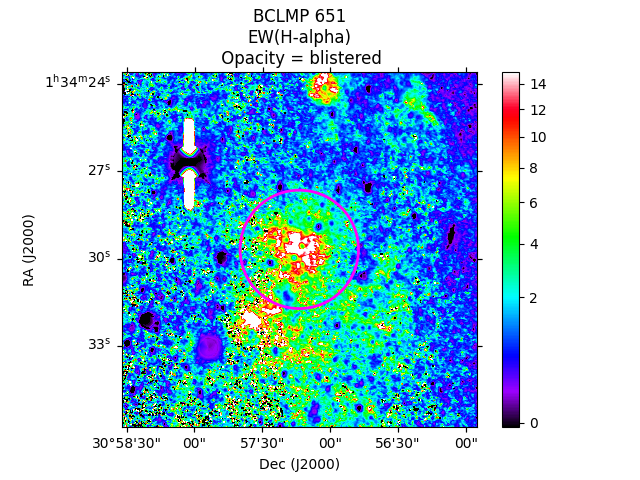 BCLMP 651
EW(H-alpha)
Opacity = blistered
1ʰ34ᵐ24ˢ
27ˢ
30ˢ
33ˢ
RA (J2000)
30°58'30" 00" 57'30" 00" 56'30" 00"
Dec (J2000)
14
12
10
8
6
4
2
0